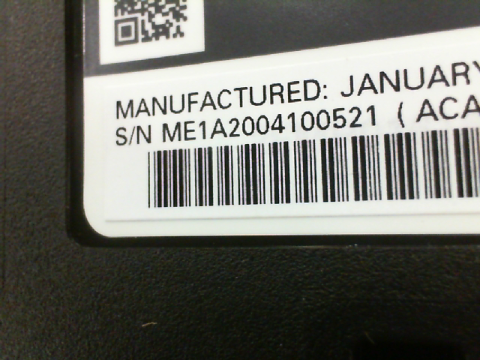 MANUFACTURED: JANUARY
S/N ME1A2004100521 ( ACA